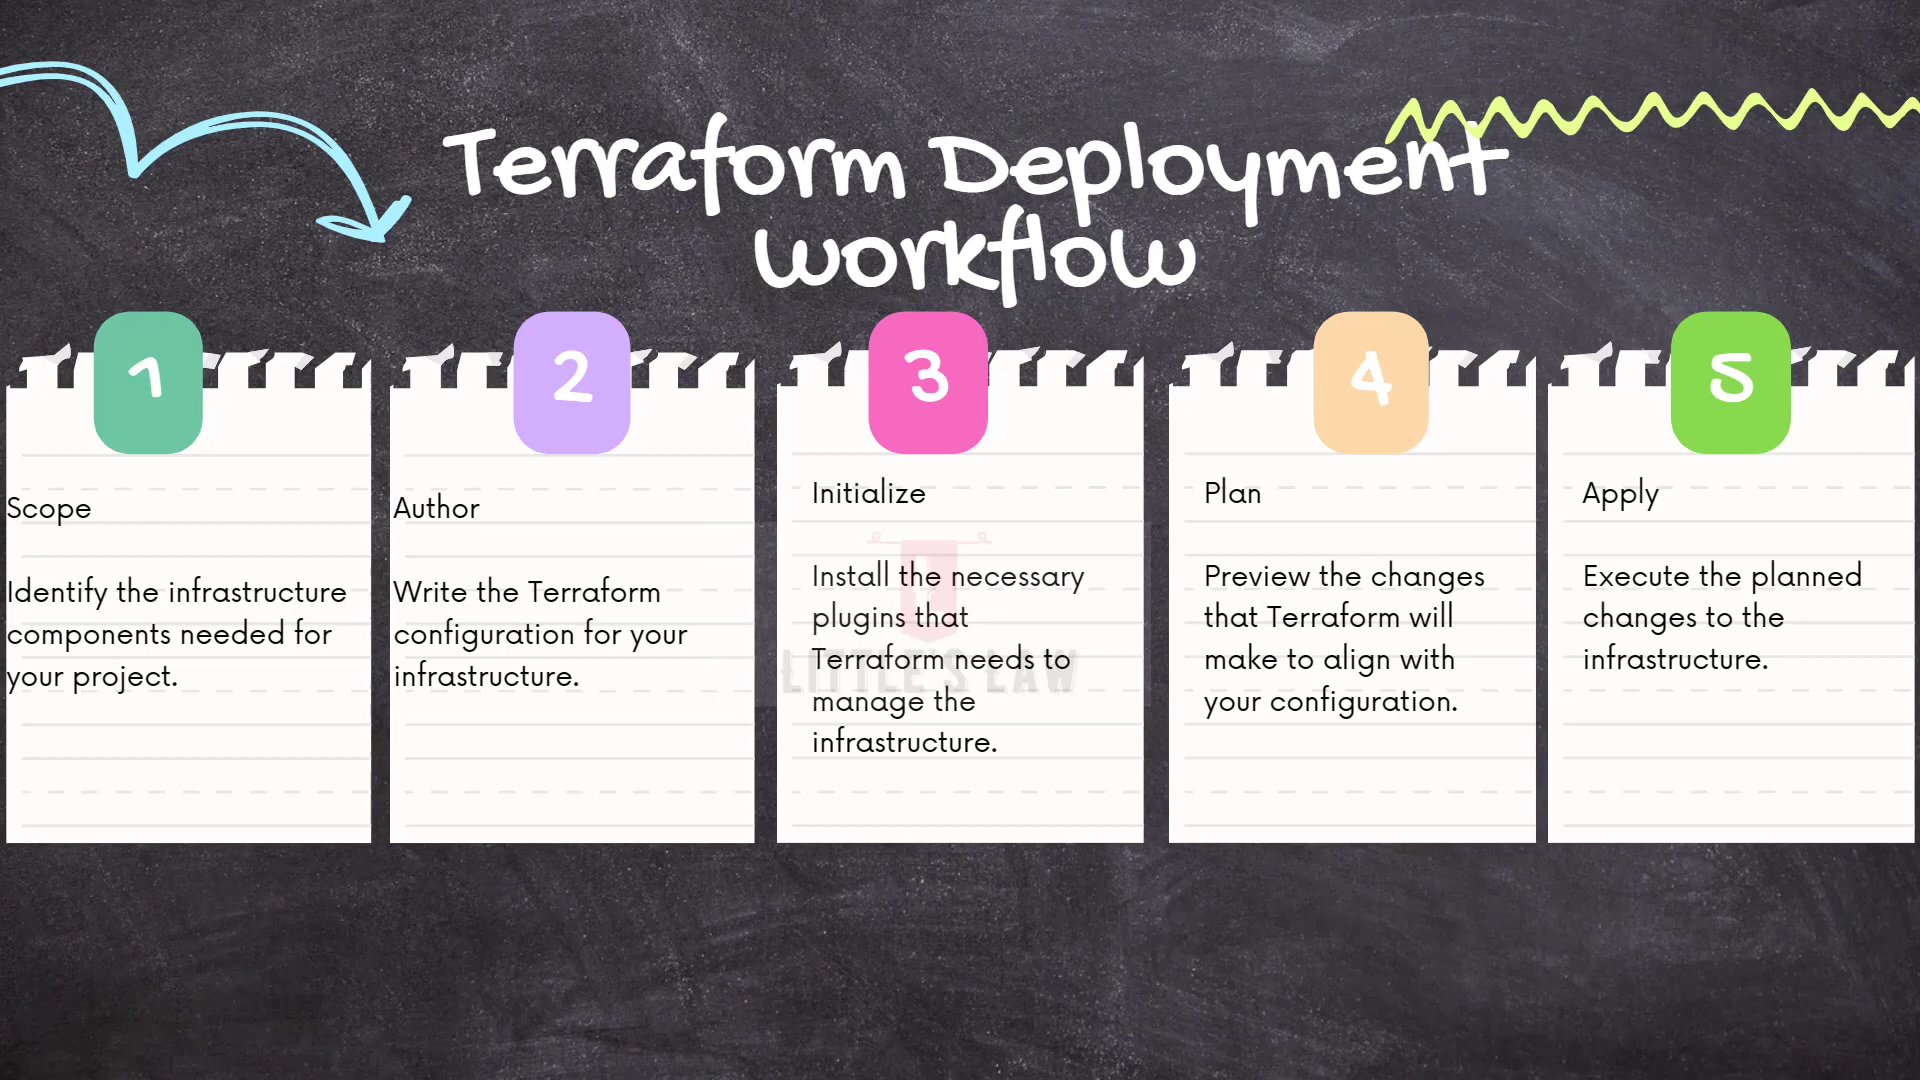 Terraform Deployment
workflow
1
Scope
Identify the infrastructure
components needed for
your project.
2
Author
Write the Terraform
configuration for your
infrastructure.
3
Initialize
Install the necessary
plugins that
Terraform needs to
manage the
infrastructure.
LITTLE'S LAW
4
Plan
Preview the changes
that Terraform will
make to align with
your configuration.
5
Apply
Execute the planned
changes to the
infrastructure.